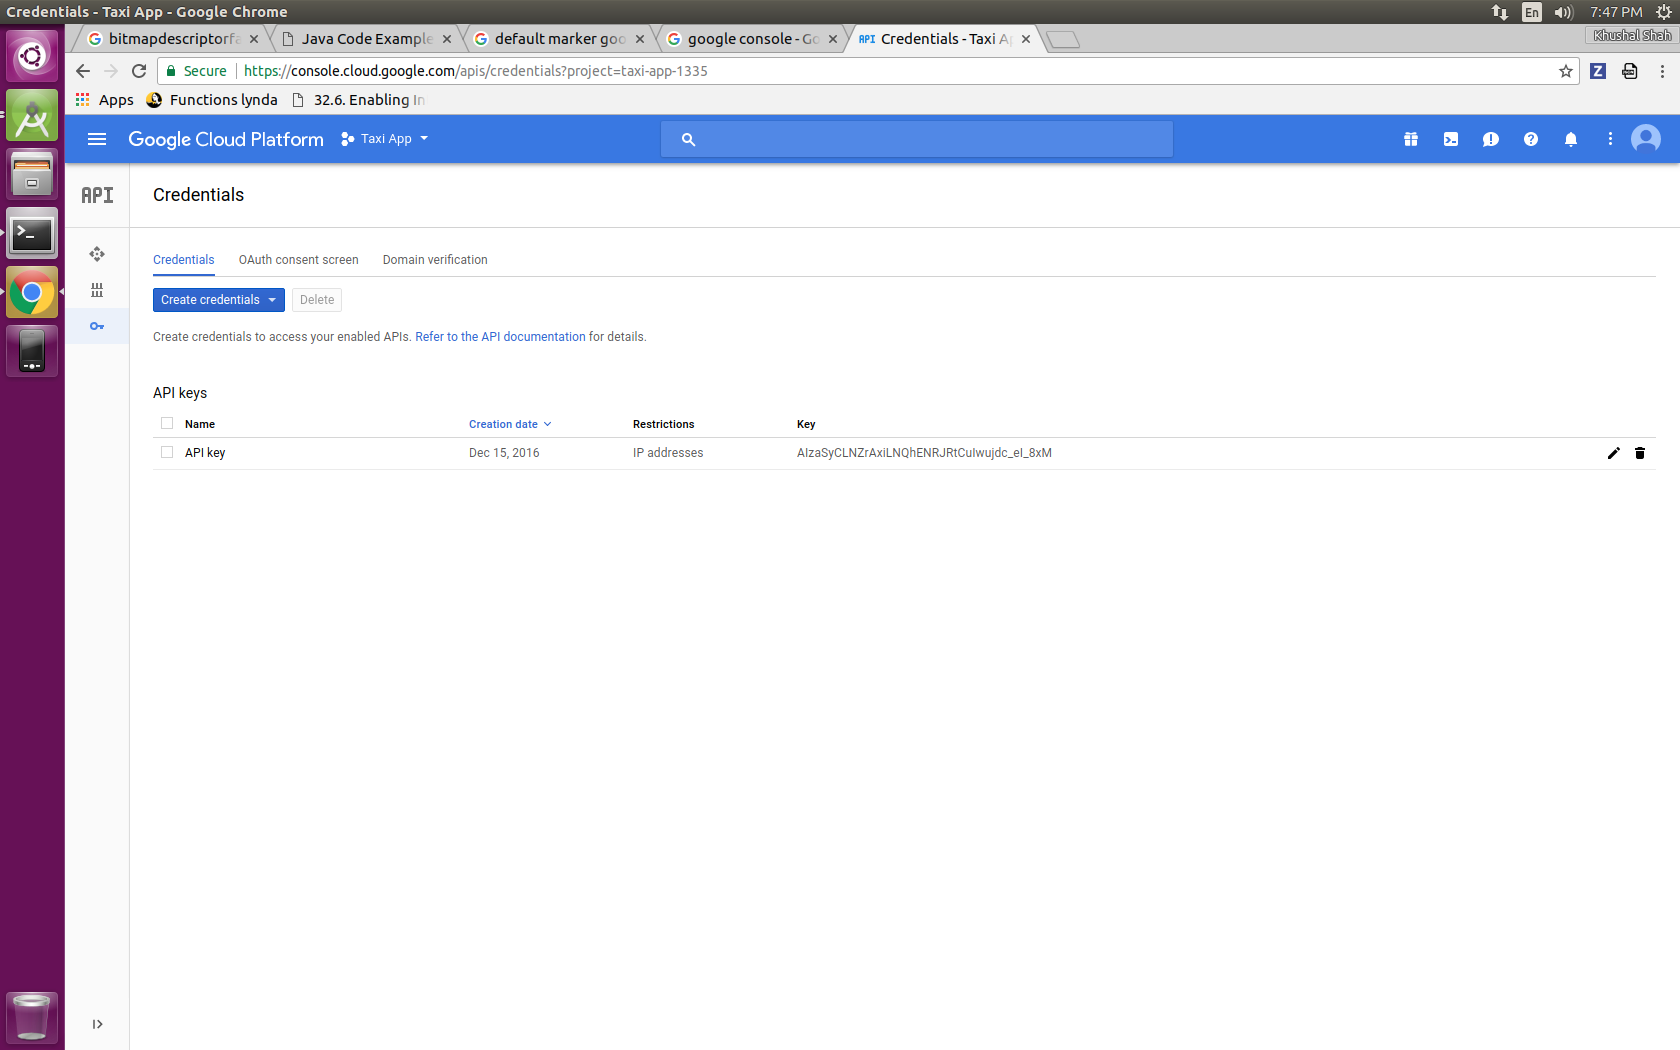 Credentials - Taxi App - Google Chrome
En
7:47 PM
bitmapdescriptorfa
Java Code Example
default marker goo
google console - Go
API Credentials - Taxi Ap
Khushal Shah
Secure
https://console.cloud.google.com/apis/credentials?project=taxi-app-1335
Z
Apps
Functions lynda
32.6. Enabling In
Google Cloud Platform
Taxi App
API
Credentials
Credentials
OAuth consent screen
Domain verification
Create credentials
Delete
Create credentials to access your enabled APIs. Refer to the API documentation for details.
API keys
Name
Creation date
Restrictions
Key
API key
Dec 15, 2016
IP addresses
AIzaSyCLNZrAxiLNQhENRJRtCuIwujdc_eI_8xM